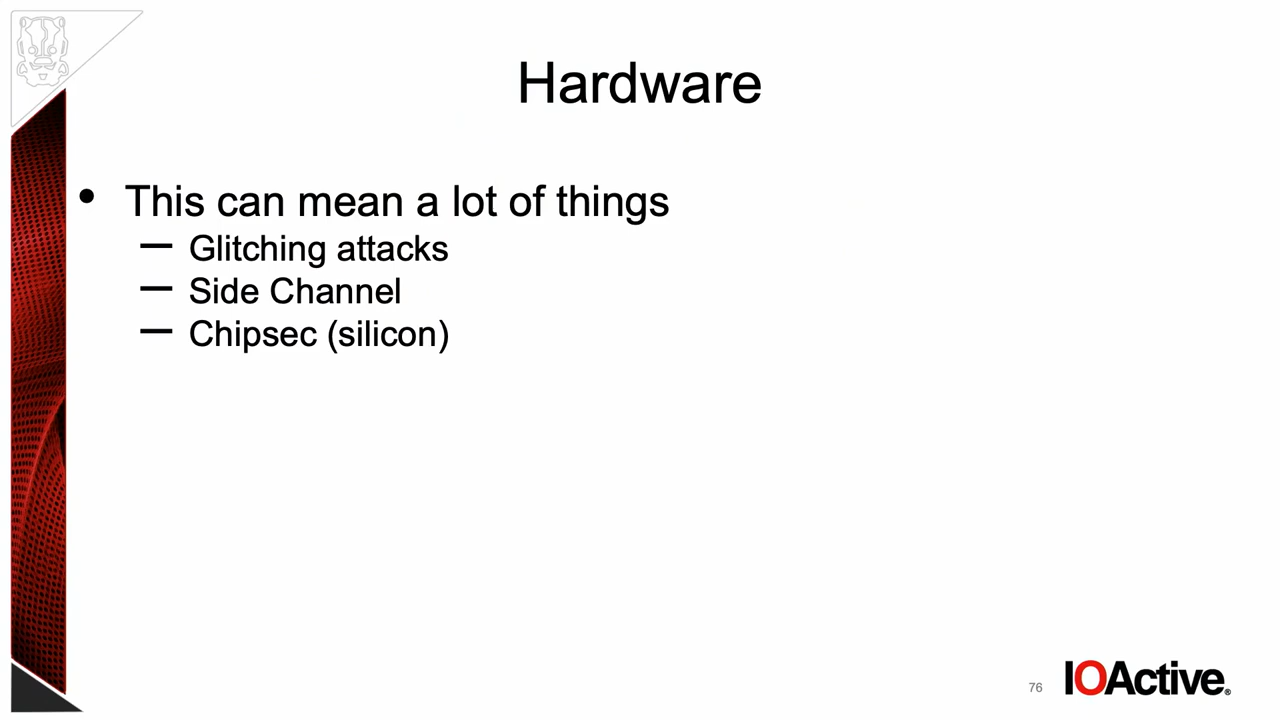 Hardware
• This can mean a lot of things
— Glitching attacks
— Side Channel
— Chipsec (silicon)
76
IOActive®